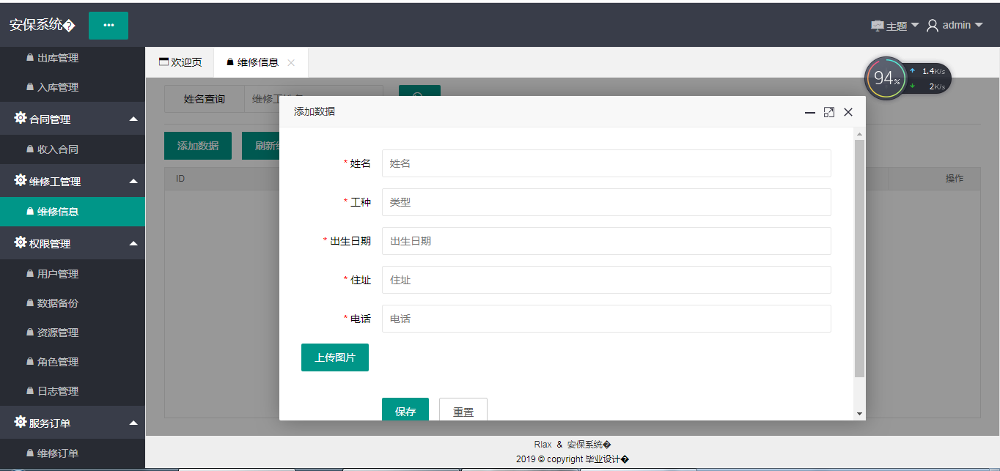 安保系统�
···
主题
admin
出库管理
入库管理
合同管理
收入合同
维修工管理
维修信息
权限管理
用户管理
数据备份
资源管理
角色管理
日志管理
服务订单
维修订单
欢迎页
维修信息
94%
1.4K/s
2K/s
姓名查询
添加数据
刷新
ID
操作
添加数据
* 姓名 姓名
* 工种 类型
* 出生日期 出生日期
* 住址 住址
* 电话 电话
上传图片
保存 重置
Rlax & 安保系统�
2019 © copyright 毕业设计�